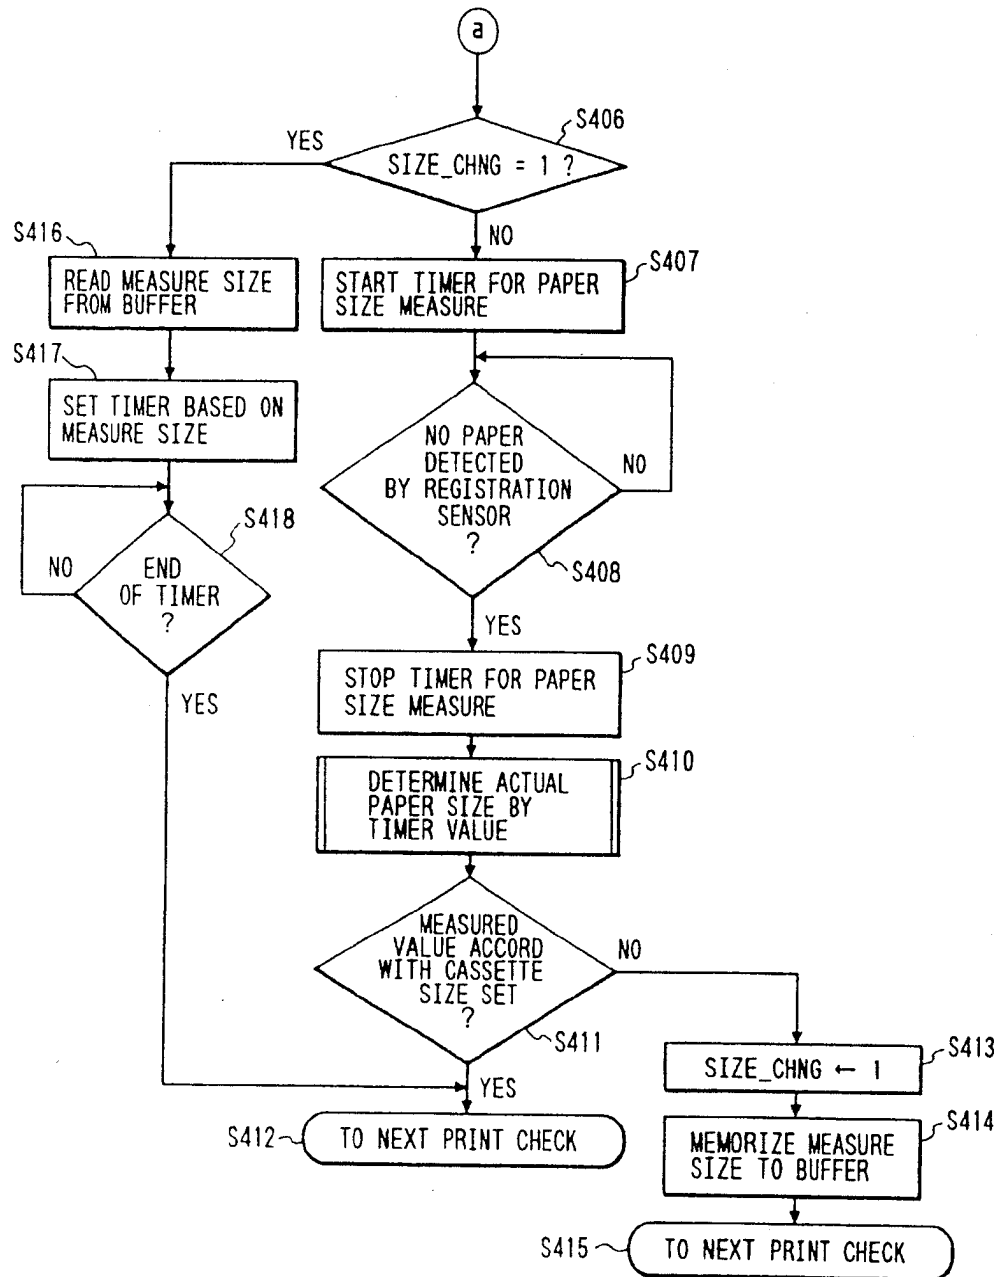 a
S406
YES
SIZE_CHNG = 1 ?
NO
S416
READ MEASURE SIZE
FROM BUFFER
S407
START TIMER FOR PAPER
SIZE MEASURE
S417
SET TIMER BASED ON
MEASURE SIZE
NO PAPER
DETECTED
BY REGISTRATION
SENSOR
?
NO
S408
S418
NO
END
OF TIMER
?
YES
YES
S409
STOP TIMER FOR PAPER
SIZE MEASURE
S410
DETERMINE ACTUAL
PAPER SIZE BY
TIMER VALUE
MEASURED
VALUE ACCORD
WITH CASSETTE
SIZE SET
?
NO
S411
YES
S412
TO NEXT PRINT CHECK
S413
SIZE_CHNG ← 1
S414
MEMORIZE MEASURE
SIZE TO BUFFER
S415
TO NEXT PRINT CHECK